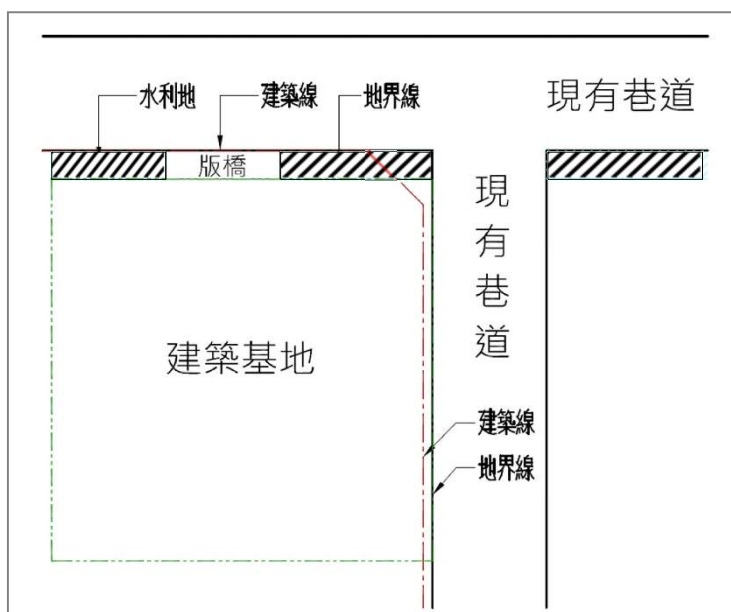 水利地
建築線
地界線
現有巷道
版橋
現有巷道
建築基地
建築線
地界線